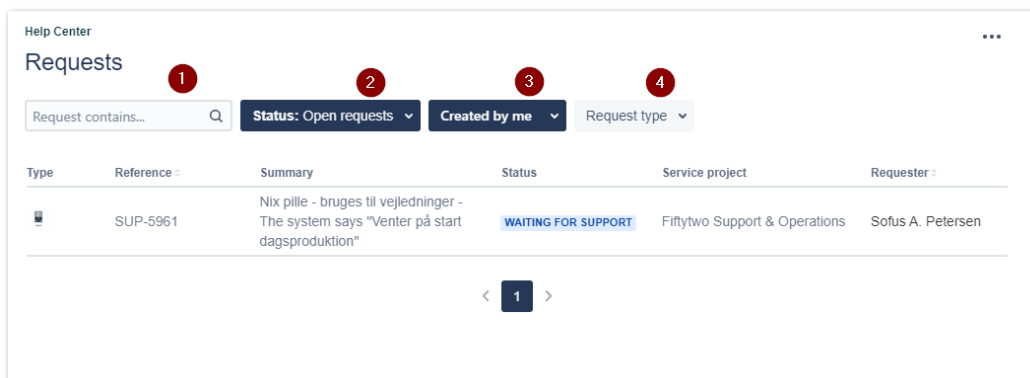 Help Center
Requests
1
2
3
4
Request contains...
Status: Open requests
Created by me
Request type
Type Reference Summary Status Service project Requester
Nix pille - bruges til vejledninger -
SUP-5961 The system says "Venter på start WAITING FOR SUPPORT Fiftytwo Support & Operations Sofus A. Petersen
dagsproduktion"
1